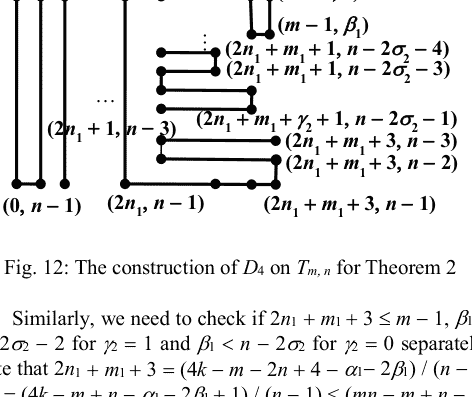 (m − 1, β₁)
(2n₁ + m₁ + 1, n − 2σ₂ − 4)
(2n₁ + m₁ + 1, n − 2σ₂ − 3)
...
(2n₁ + m₁ + γ₂ + 1, n − 2σ₂ − 1)
(2n₁ + 1, n − 3)
(2n₁ + m₁ + 3, n − 3)
(2n₁ + m₁ + 3, n − 2)
(0, n − 1) (2n₁, n − 1) (2n₁ + m₁ + 3, n − 1)
Fig. 12: The construction of D₄ on Tₘ,ₙ for Theorem 2
Similarly, we need to check if 2n₁ + m₁ + 3 ≤ m − 1, β₁
2σ₂ − 2 for γ₂ = 1 and β₁ < n − 2σ₂ for γ₂ = 0
that 2n₁ + m₁ + 3 = (4k − m − 2n + 4 − α₁ − 2β₁) / (n −
= (4k − m + n − α₁ − 2β₁ + 1) / (n − 1) ≤ (mn − m + n −